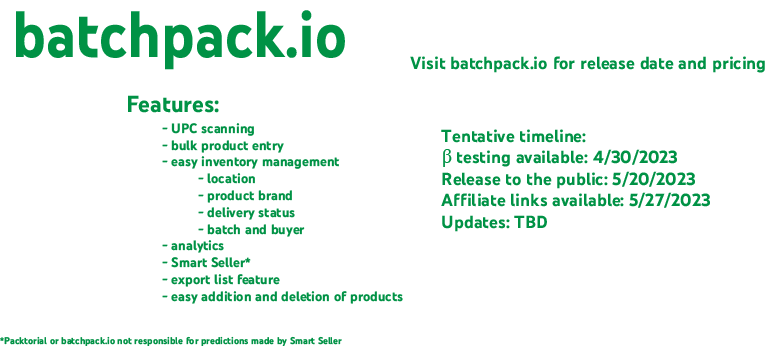 batchpack.io
Visit batchpack.io for release date and pricing
Features:
- UPC scanning
- bulk product entry
- easy inventory management
- location
- product brand
- delivery status
- batch and buyer
- analytics
- Smart Seller*
- export list feature
- easy addition and deletion of products
Tentative timeline:
β testing available: 4/30/2023
Release to the public: 5/20/2023
Affiliate links available: 5/27/2023
Updates: TBD
*Packtorial or batchpack.io not responsible for predictions made by Smart Seller